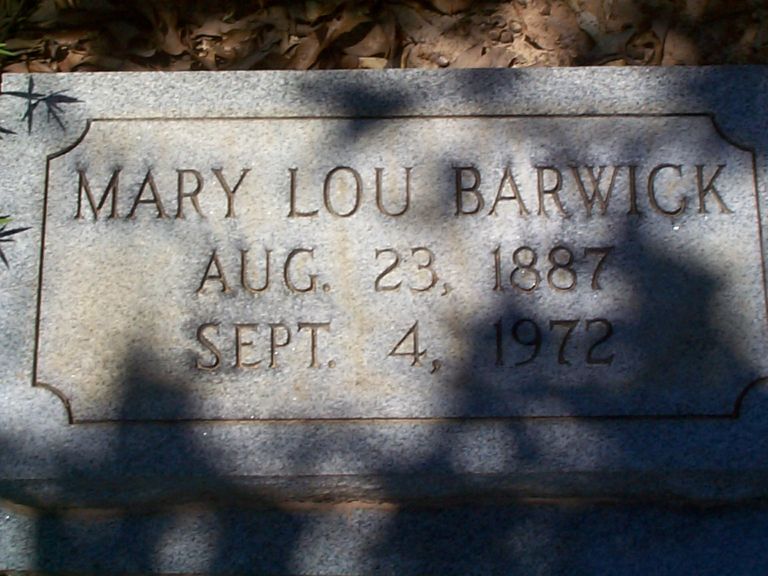 MARY LOU BARWICK
AUG. 23, 1887
SEPT. 4, 1972